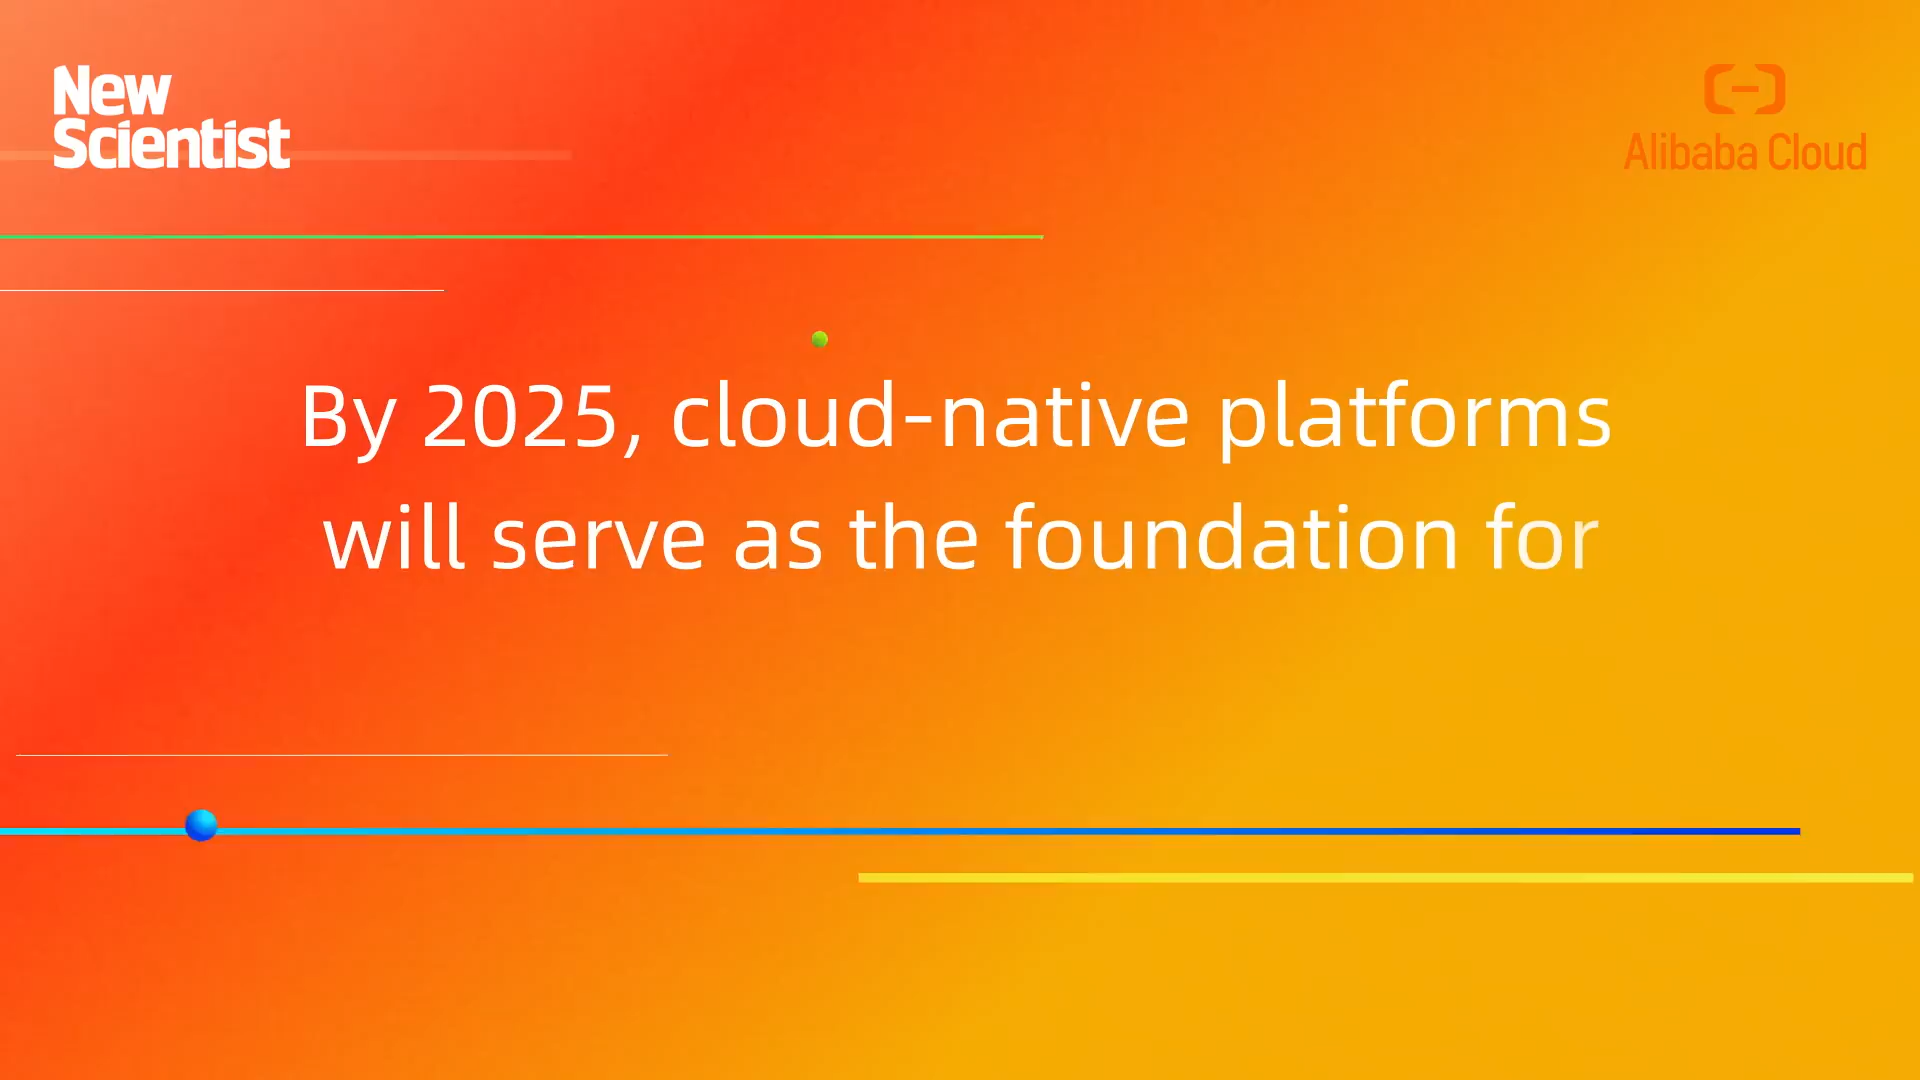 New
Scientist
Alibaba Cloud
By 2025, cloud-native platforms
will serve as the foundation for